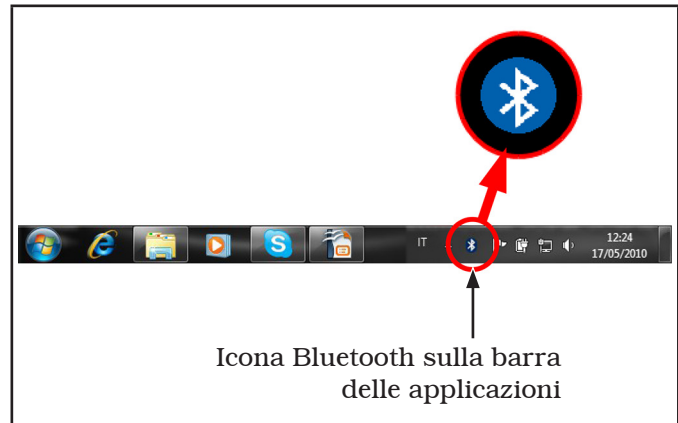 IT
12:24
17/05/2010
Icona Bluetooth sulla barra
delle applicazioni